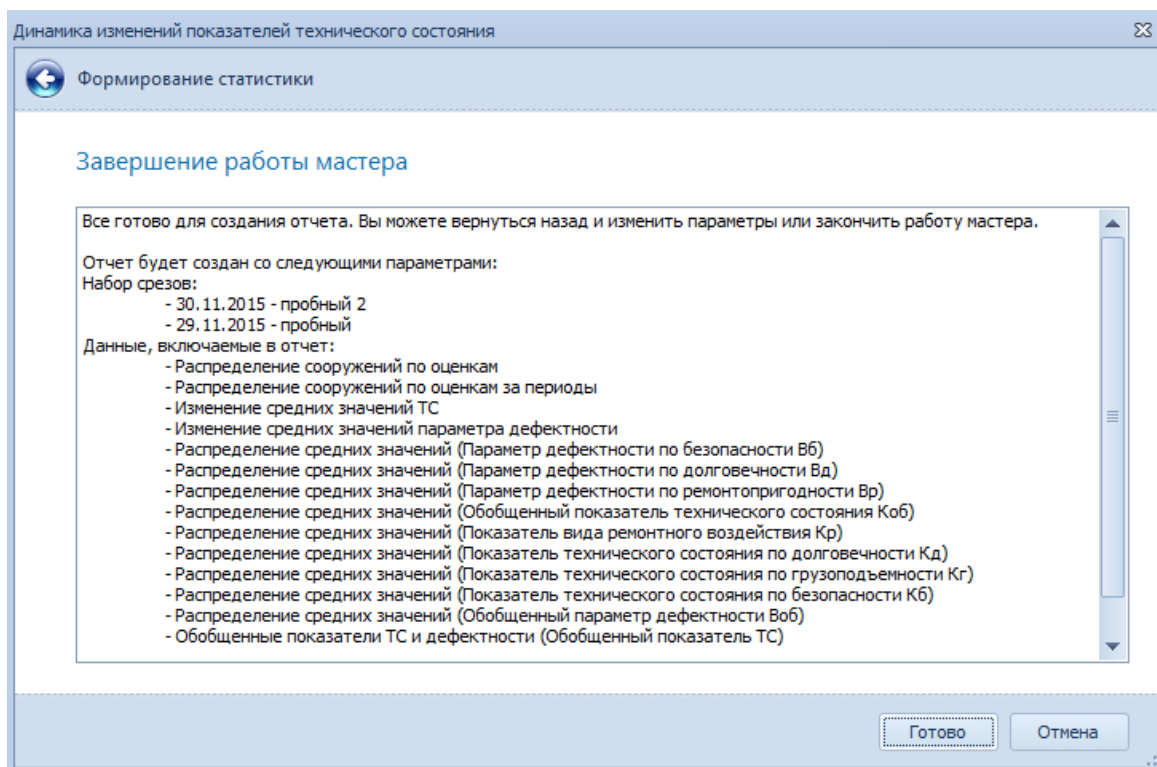 Динамика изменений показателей технического состояния
Формирование статистики
Завершение работы мастера
Все готово для создания отчета. Вы можете вернуться назад и изменить параметры или закончить работу мастера.
Отчет будет создан со следующими параметрами:
Набор срезов:
- 30.11.2015 - пробный 2
- 29.11.2015 - пробный
Данные, включаемые в отчет:
- Распределение сооружений по оценкам
- Распределение сооружений по оценкам за периоды
- Изменение средних значений ТС
- Изменение средних значений параметра дефектности
- Распределение средних значений (Параметр дефектности по безопасности Вб)
- Распределение средних значений (Параметр дефектности по долговечности Вд)
- Распределение средних значений (Параметр дефектности по ремонтопригодности Вр)
- Распределение средних значений (Обобщенный показатель технического состояния Коб)
- Распределение средних значений (Показатель вида ремонтного воздействия Кр)
- Распределение средних значений (Показатель технического состояния по долговечности Кд)
- Распределение средних значений (Показатель технического состояния по грузоподъемности Кг)
- Распределение средних значений (Показатель технического состояния по безопасности Кб)
- Распределение средних значений (Обобщенный параметр дефектности Воб)
- Обобщенные показатели ТС и дефектности (Обобщенный показатель ТС)
Готово
Отмена